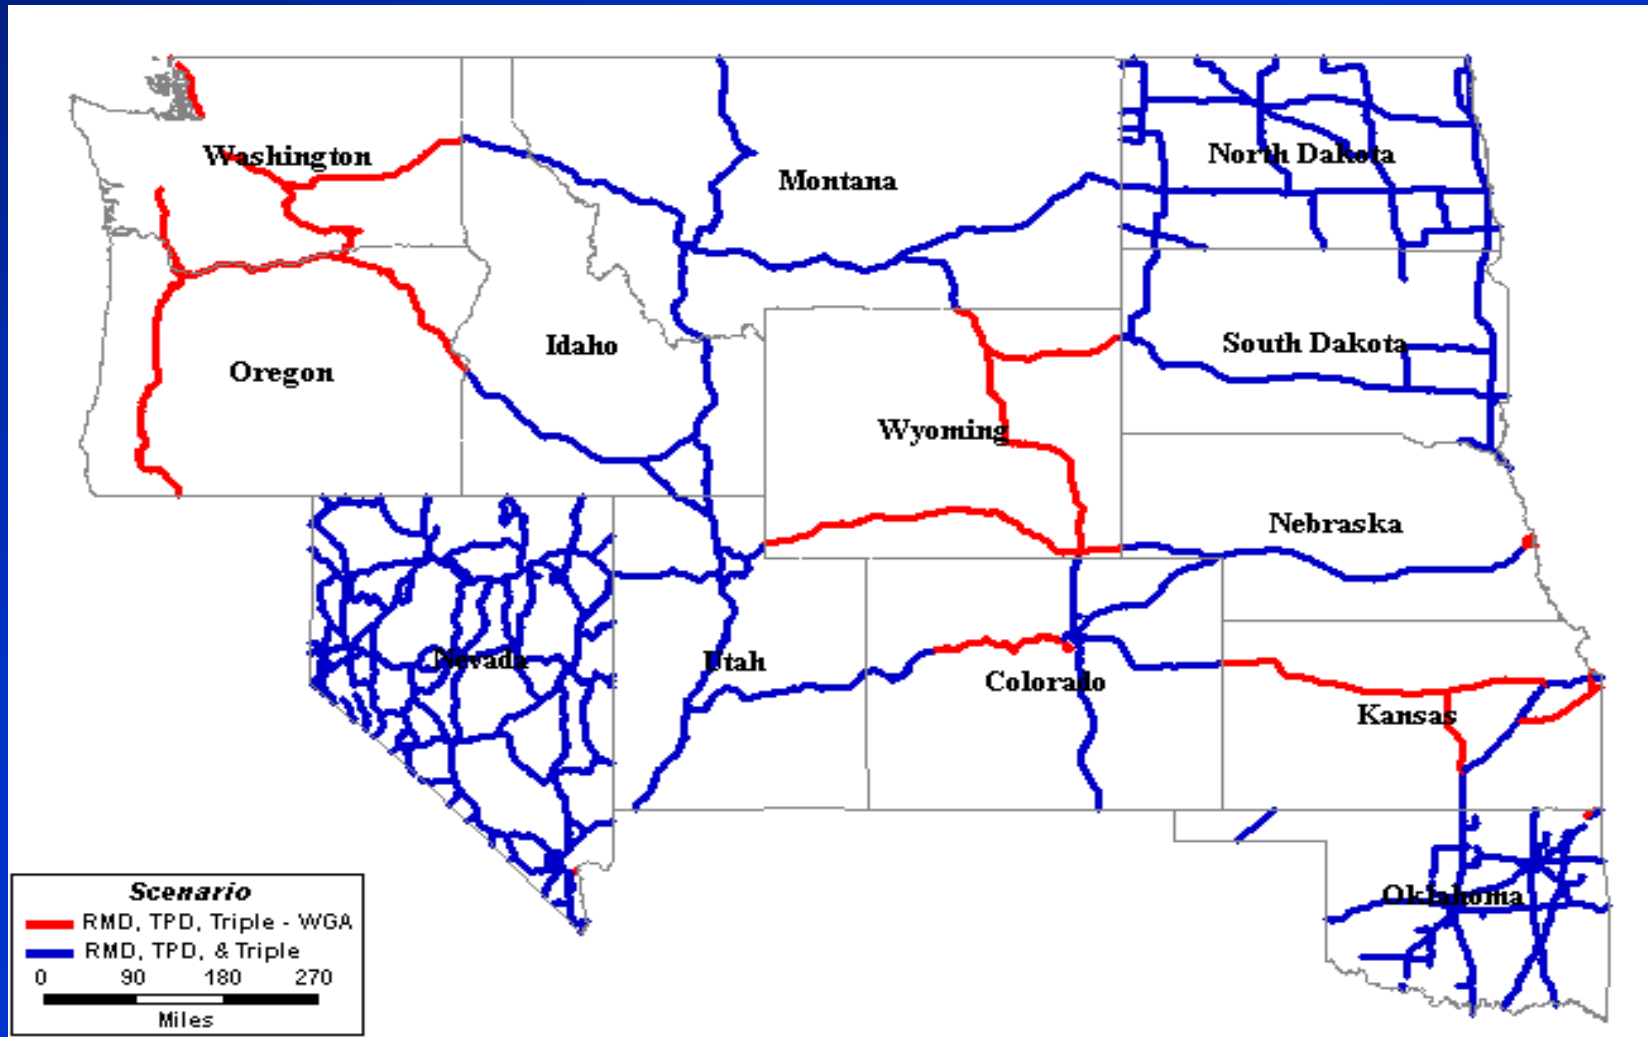 Washington
Montana
North Dakota
Idaho
South Dakota
Oregon
Wyoming
Nebraska
Nevada
Utah
Colorado
Kansas
Oklahoma
Scenario
RMD, TPD, Triple - WGA
RMD, TPD, & Triple
0 90 180 270
Miles